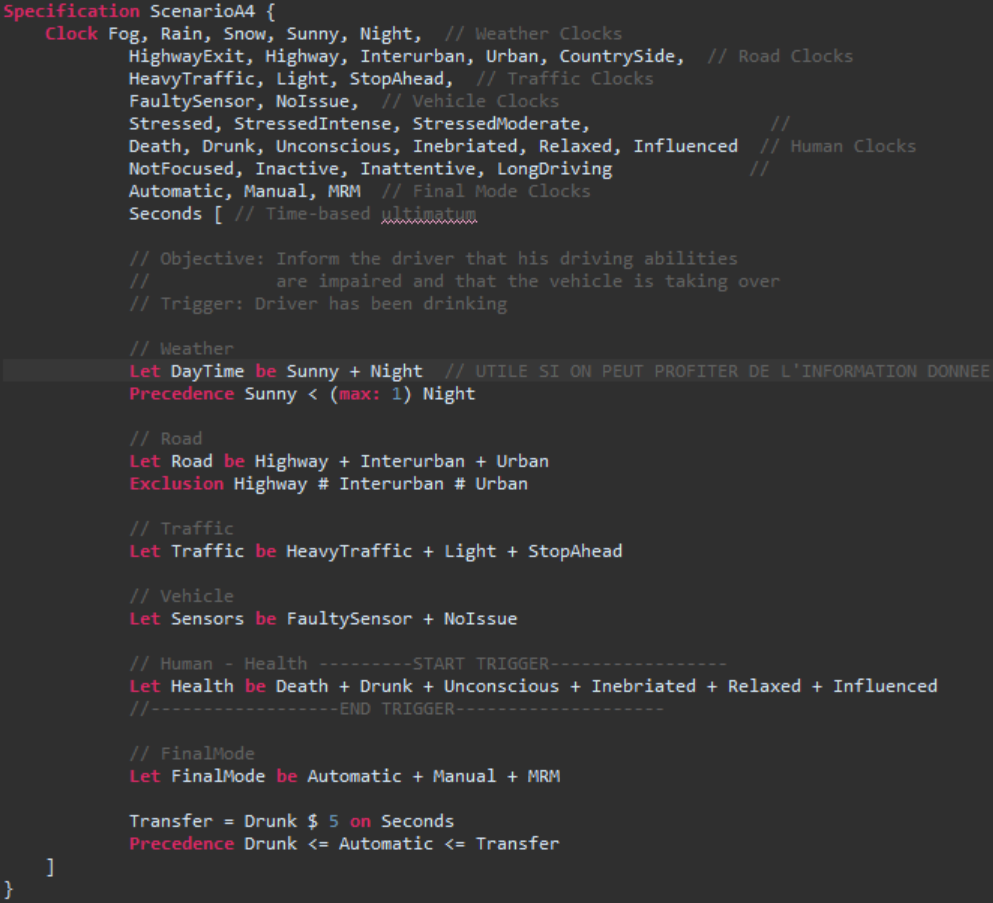 Specification ScenarioA4 {
Clock Fog, Rain, Snow, Sunny, Night, // Weather Clocks
HighwayExit, Highway, Interurban, Urban, CountrySide, // Road Clocks
HeavyTraffic, Light, StopAhead, // Traffic Clocks
FaultySensor, NoIssue, // Vehicle Clocks
Stressed, StressedIntense, StressedModerate, //
Death, Drunk, Unconscious, Inebriated, Relaxed, Influenced // Human Clocks
NotFocused, Inactive, Inattentive, LongDriving //
Automatic, Manual, MRM // Final Mode Clocks
Seconds [ // Time-based ultimatum
// Objective: Inform the driver that his driving abilities
// are impaired and that the vehicle is taking over
// Trigger: Driver has been drinking
// Weather
Let DayTime be Sunny + Night // UTILE SI ON PEUT PROFITER DE L'INFORMATION DONNEE
Precedence Sunny < (max: 1) Night
// Road
Let Road be Highway + Interurban + Urban
Exclusion Highway # Interurban # Urban
// Traffic
Let Traffic be HeavyTraffic + Light + StopAhead
// Vehicle
Let Sensors be FaultySensor + NoIssue
// Human - Health ---------START TRIGGER-----------------
Let Health be Death + Drunk + Unconscious + Inebriated + Relaxed + Influenced
//------------------END TRIGGER--------------------
// FinalMode
Let FinalMode be Automatic + Manual + MRM
Transfer = Drunk $ 5 on Seconds
Precedence Drunk <= Automatic <= Transfer
]
}